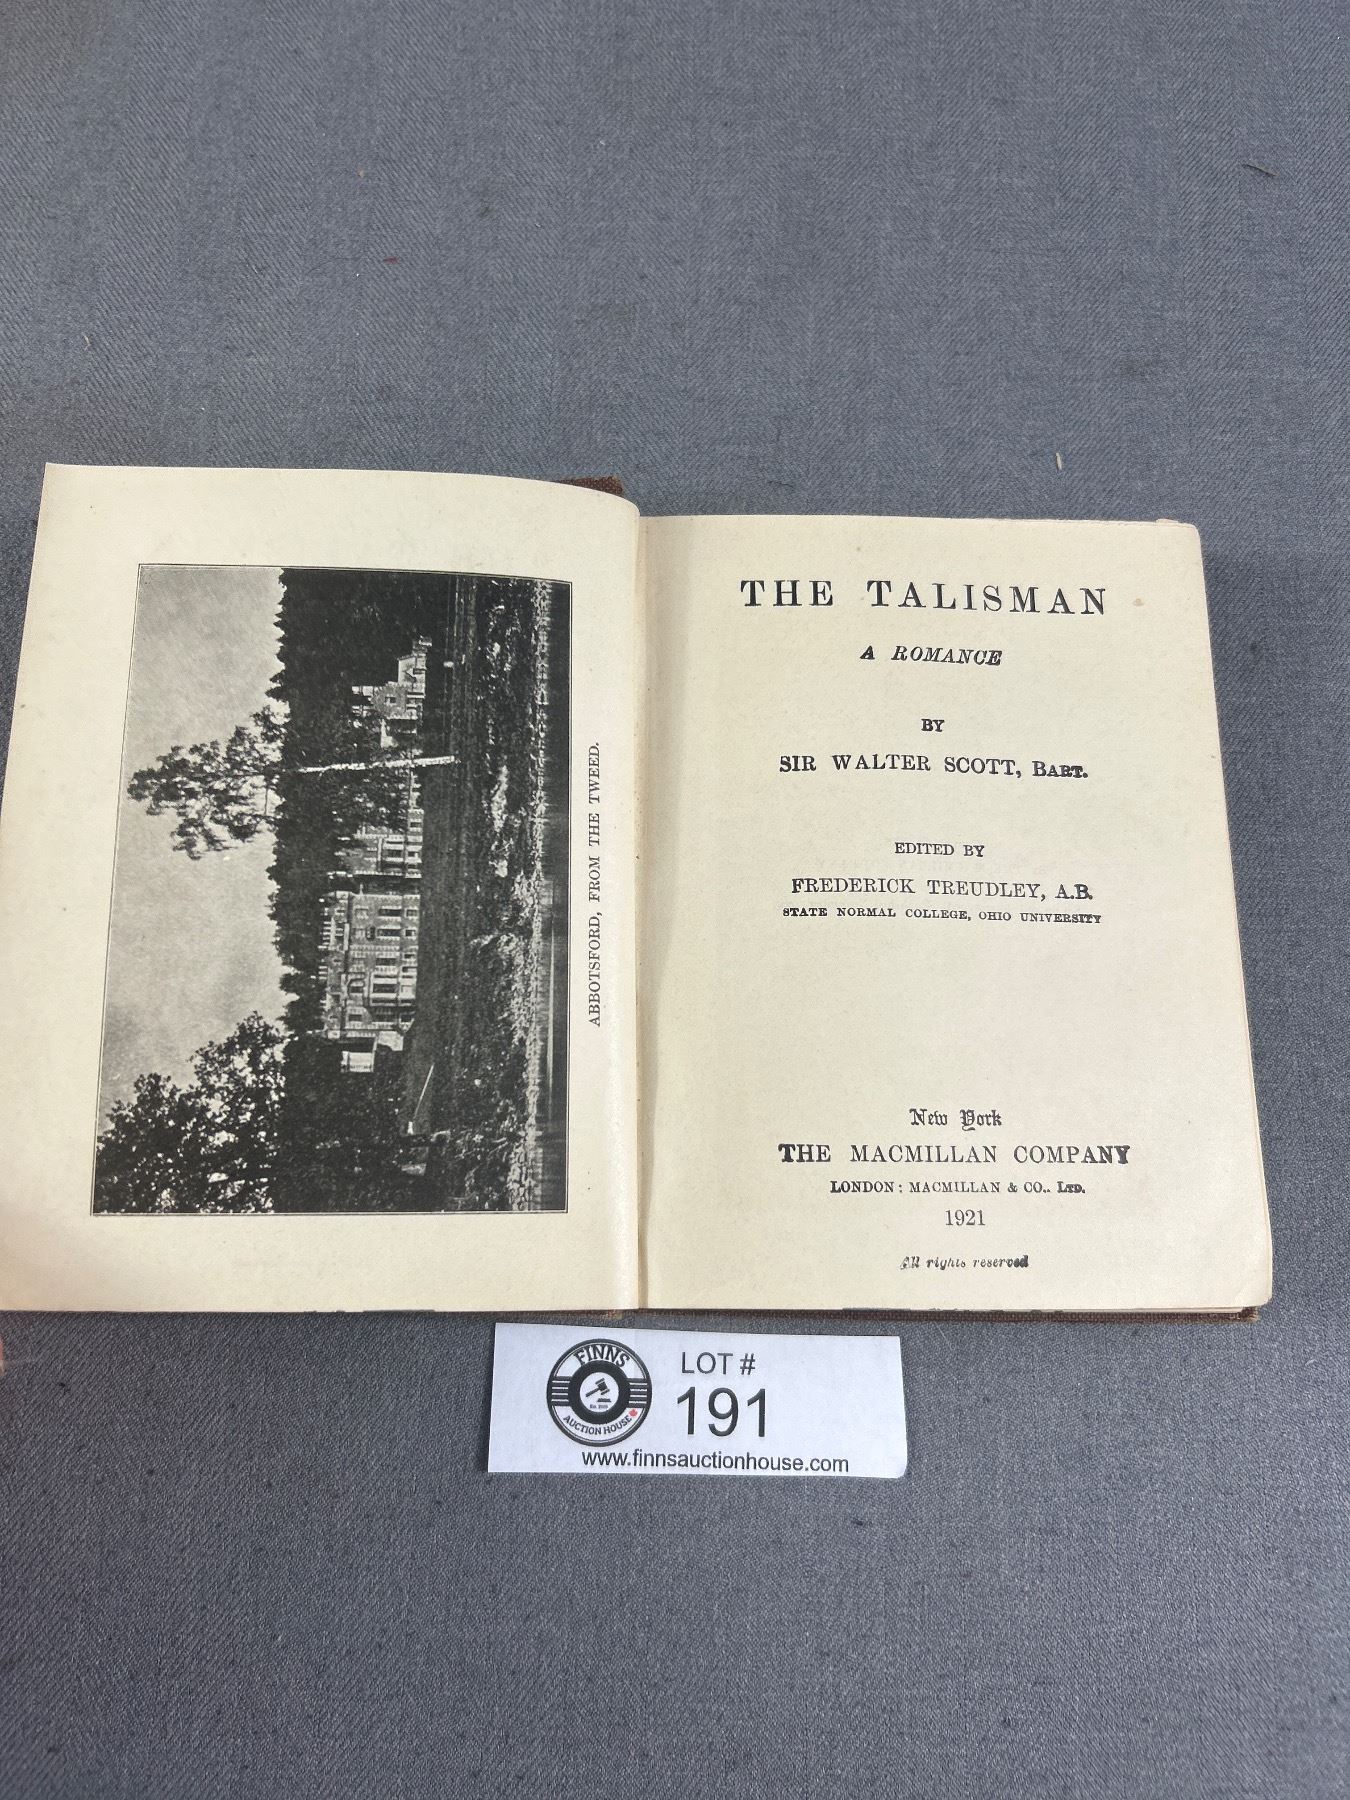 ABBOTSFORD, FROM THE TWEED.
THE TALISMAN
A ROMANCE
BY
SIR WALTER SCOTT, BART.
EDITED BY
FREDERICK TREUDLEY, A.B.
STATE NORMAL COLLEGE, OHIO UNIVERSITY
New York
THE MACMILLAN COMPANY
LONDON: MACMILLAN & CO., LTD.
1921
All rights reserved
FINNS
AUCTION HOUSE
LOT #
191
www.finnsauctionhouse.com